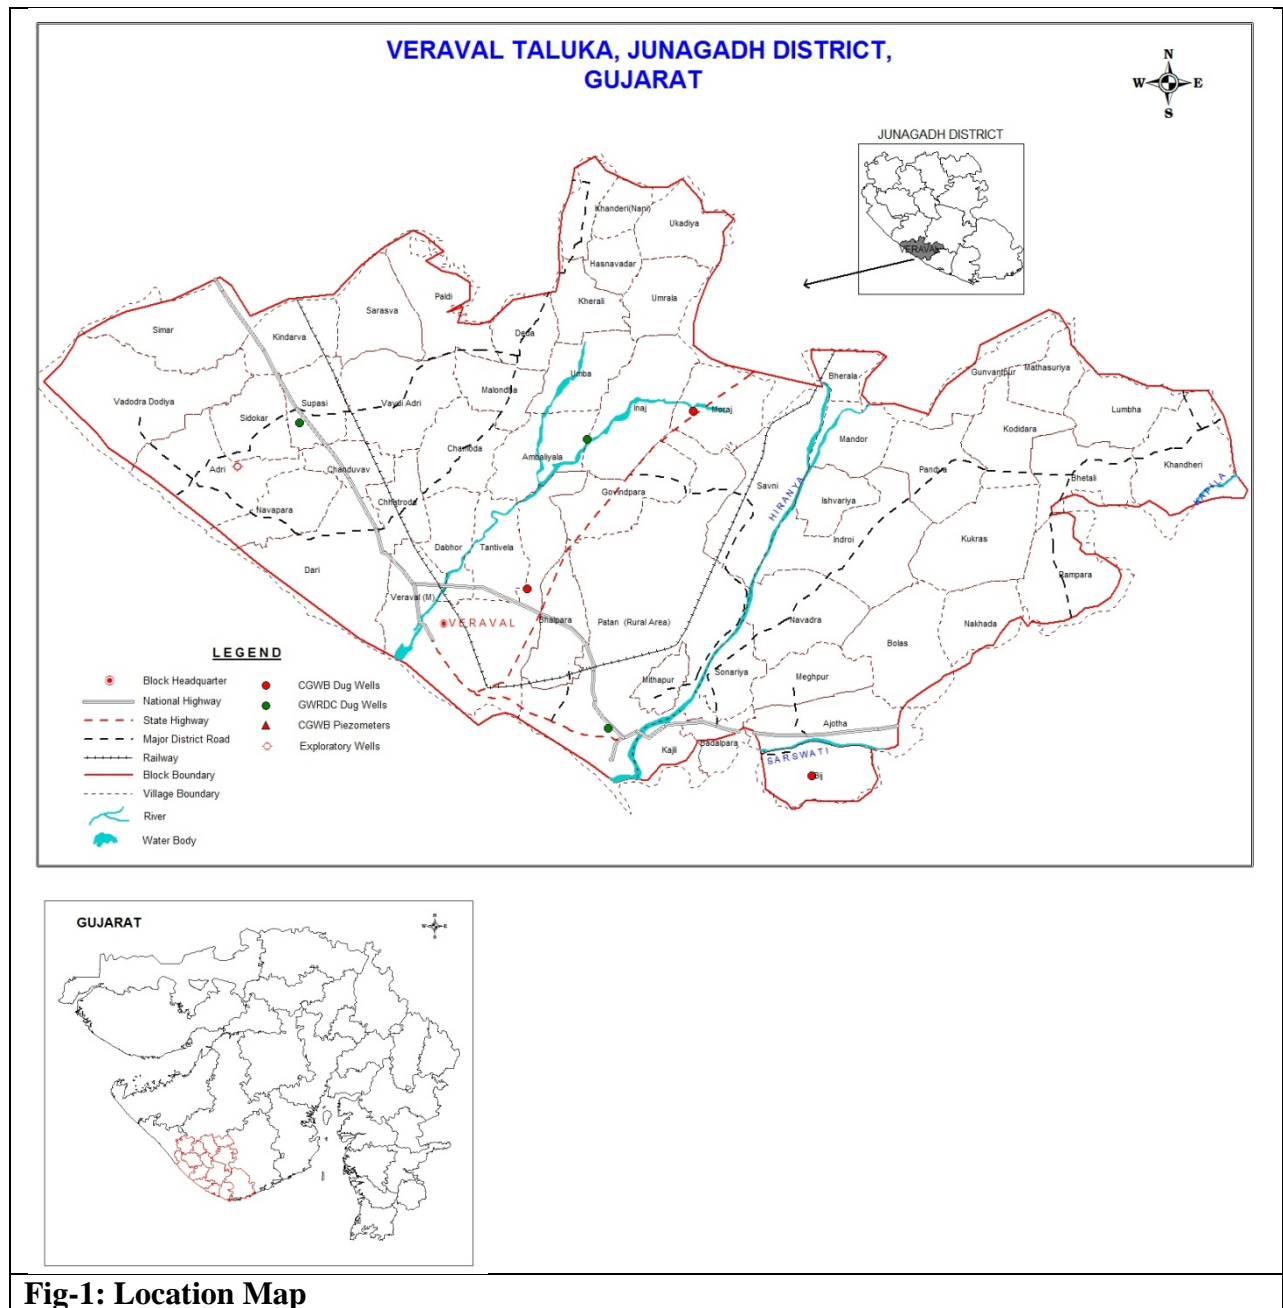 VERAVAL TALUKA, JUNAGADH DISTRICT,
GUJARAT
N
W E
S
JUNAGADH DISTRICT
VERAVAL
Khanderi(Nani)
Ukadiya
Hasnavadar
Paldi
Kherali
Umrala
Sarasva
Simar
Kindarva
Deda
Mathasuriya
Gunvantpur
Umba
Bherala
Malondha
Vadodra Dodiya
Supasi
Vavdi Adri
Inaj
Moraj
Lumbha
Sidokar
Kodidara
Mandor
Chamoda
Ambaliyala
Adri
Chanduvav
Pandva
Khandheri
Bhetali
Savni
Govindpara
KAPILA
Chhatroda
Ishvariya
HIRANYA
Navapara
Indroi
Kukras
Dabhor
Tantivela
Dari
Rampara
Veraval (M)
VERAVAL
Bhalpara
Patan (Rural Area)
Navadra
Nakhada
Bolas
Sonariya
Mithapur
Meghpur
Ajotha
Kajli
Badalpara
SARSWATI
Bij
LEGEND
Block Headquarter
National Highway
State Highway
Major District Road
Railway
Block Boundary
Village Boundary
River
Water Body
CGWB Dug Wells
GWRDC Dug Wells
CGWB Piezometers
Exploratory Wells
GUJARAT
N
W E
S
Fig-1: Location Map